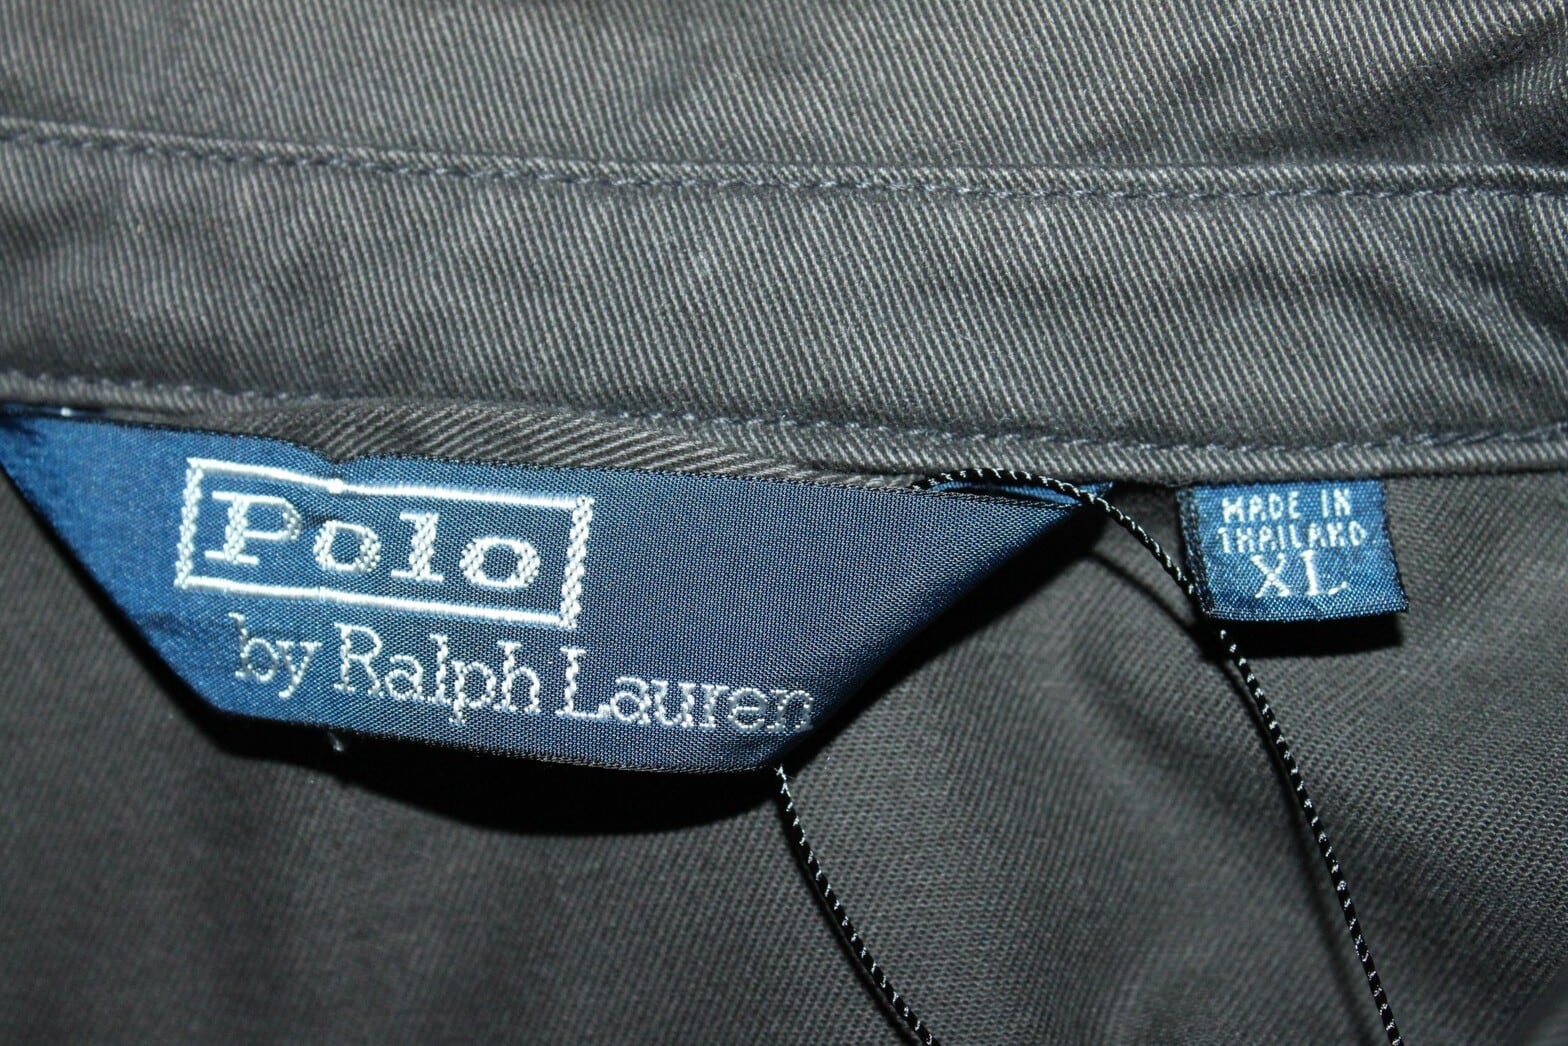 Polo
by Ralph Lauren
MADE IN
THAILAND
XL